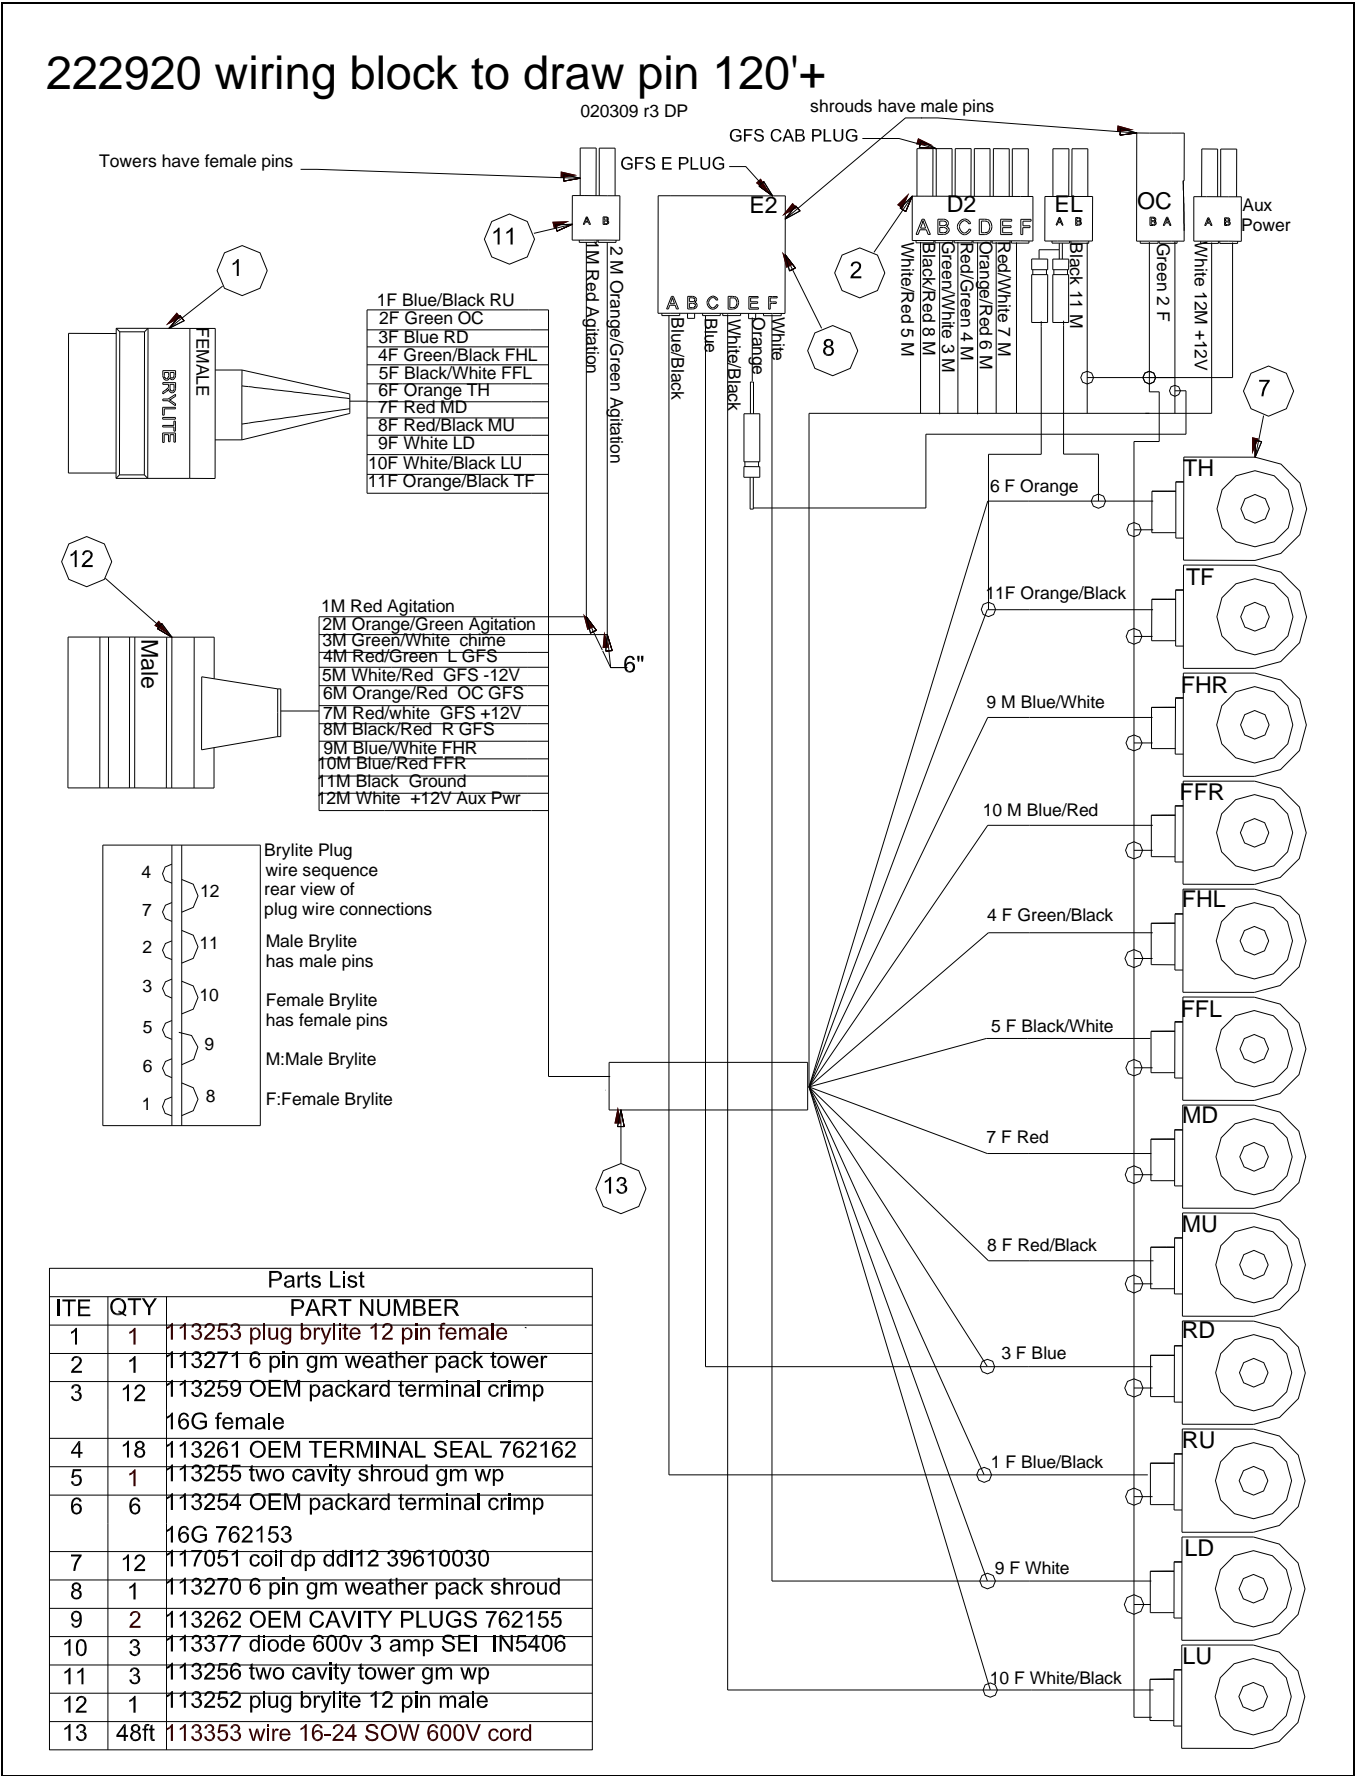 222920 wiring block to draw pin 120'+
020309 r3 DP
shrouds have male pins
GFS CAB PLUG
Towers have female pins
GFS E PLUG
E2
D2
EL
OC
Aux
Power
A B
A B C D E F
A B
B A
A B
11
1
2
8
7
1M Red Agitation
2 M Orange/Green Agitation
A B C D E F
Blue/Black
Blue
White/Black
Orange
White
White/Red 5 M
Black/Red 8 M
Green/White 3 M
Red/Green 4 M
Orange/Red 6 M
Red/White 7 M
Black 11 M
Green 2 F
White 12M +12V
FEMALE
BRYLITE
1F Blue/Black RU
2F Green OC
3F Blue RD
4F Green/Black FHL
5F Black/White FFL
6F Orange TH
7F Red MD
8F Red/Black MU
9F White LD
10F White/Black LU
11F Orange/Black TF
12
Male
1M Red Agitation
2M Orange/Green Agitation
3M Green/White chime
4M Red/Green L GFS
5M White/Red GFS -12V
6M Orange/Red OC GFS
7M Red/white GFS +12V
8M Black/Red R GFS
9M Blue/White FHR
10M Blue/Red FFR
11M Black Ground
12M White +12V Aux Pwr
6"
4
7
2
3
5
6
1
12
11
10
9
8
Brylite Plug
wire sequence
rear view of
plug wire connections
Male Brylite
has male pins
Female Brylite
has female pins
M:Male Brylite
F:Female Brylite
13
6 F Orange
TH
11F Orange/Black
TF
9 M Blue/White
FHR
10 M Blue/Red
FFR
4 F Green/Black
FHL
5 F Black/White
FFL
7 F Red
MD
8 F Red/Black
MU
3 F Blue
RD
1 F Blue/Black
RU
9 F White
LD
10 F White/Black
LU
Parts List
ITE QTY PART NUMBER
1 1 113253 plug brylite 12 pin female
2 1 113271 6 pin gm weather pack tower
3 12 113259 OEM packard terminal crimp
16G female
4 18 113261 OEM TERMINAL SEAL 762162
5 1 113255 two cavity shroud gm wp
6 6 113254 OEM packard terminal crimp
16G 762153
7 12 117051 coil dp ddl12 39610030
8 1 113270 6 pin gm weather pack shroud
9 2 113262 OEM CAVITY PLUGS 762155
10 3 113377 diode 600v 3 amp SEI IN5406
11 3 113256 two cavity tower gm wp
12 1 113252 plug brylite 12 pin male
13 48ft 113353 wire 16-24 SOW 600V cord